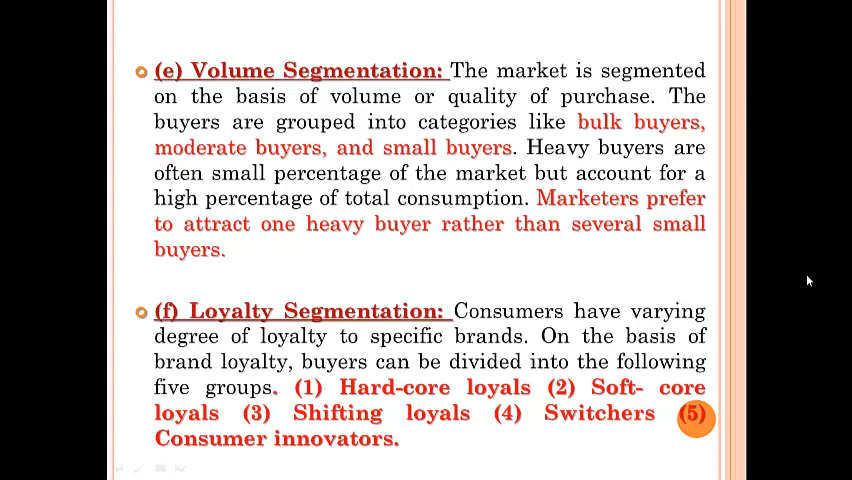 (e) Volume Segmentation: The market is segmented
on the basis of volume or quality of purchase. The
buyers are grouped into categories like bulk buyers,
moderate buyers, and small buyers. Heavy buyers are
often small percentage of the market but account for a
high percentage of total consumption. Marketers prefer
to attract one heavy buyer rather than several small
buyers.
(f) Loyalty Segmentation: Consumers have varying
degree of loyalty to specific brands. On the basis of
brand loyalty, buyers can be divided into the following
five groups. (1) Hard-core loyals (2) Soft- core
loyals (3) Shifting loyals (4) Switchers (5)
Consumer innovators.